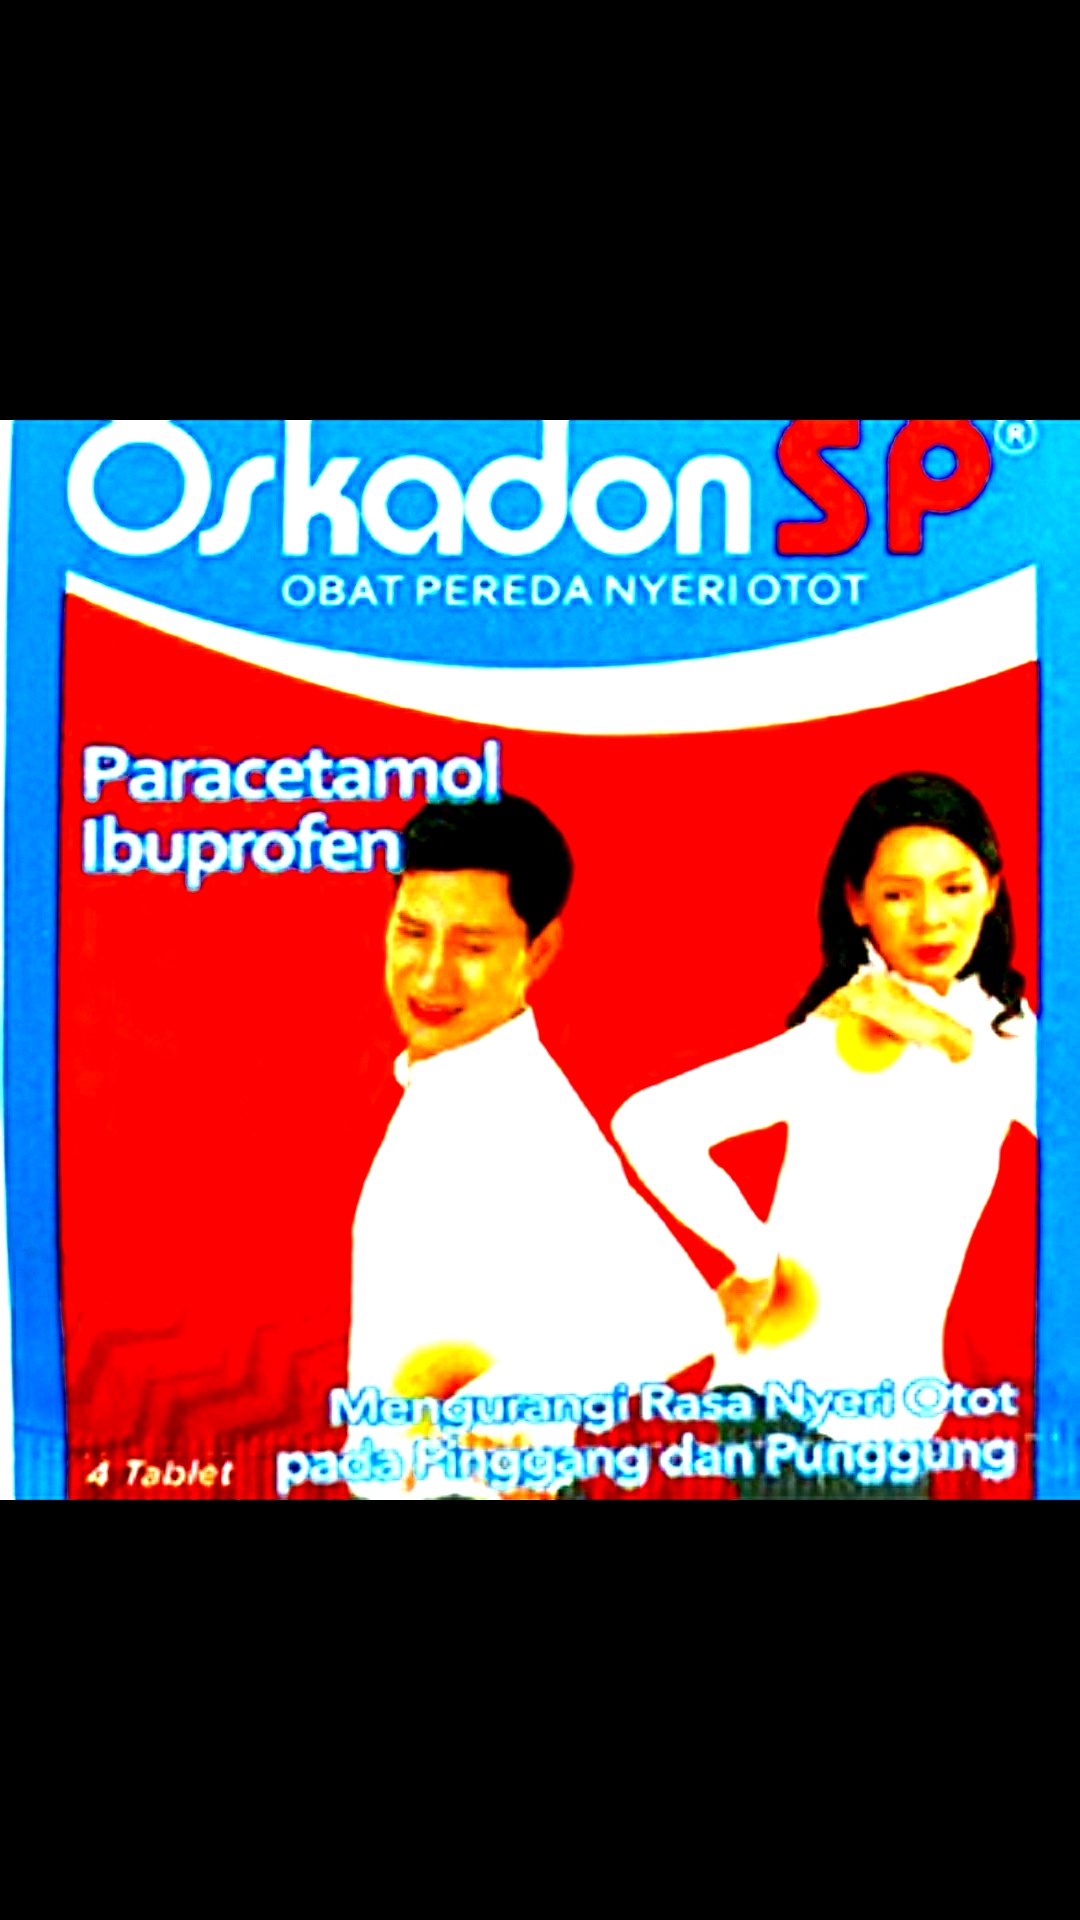 Oskadon SP®
OBAT PEREDA NYERI OTOT
Paracetamol
Ibuprofen
Mengurangi Rasa Nyeri Otot
pada Pinggang dan Punggung
4 Tablet